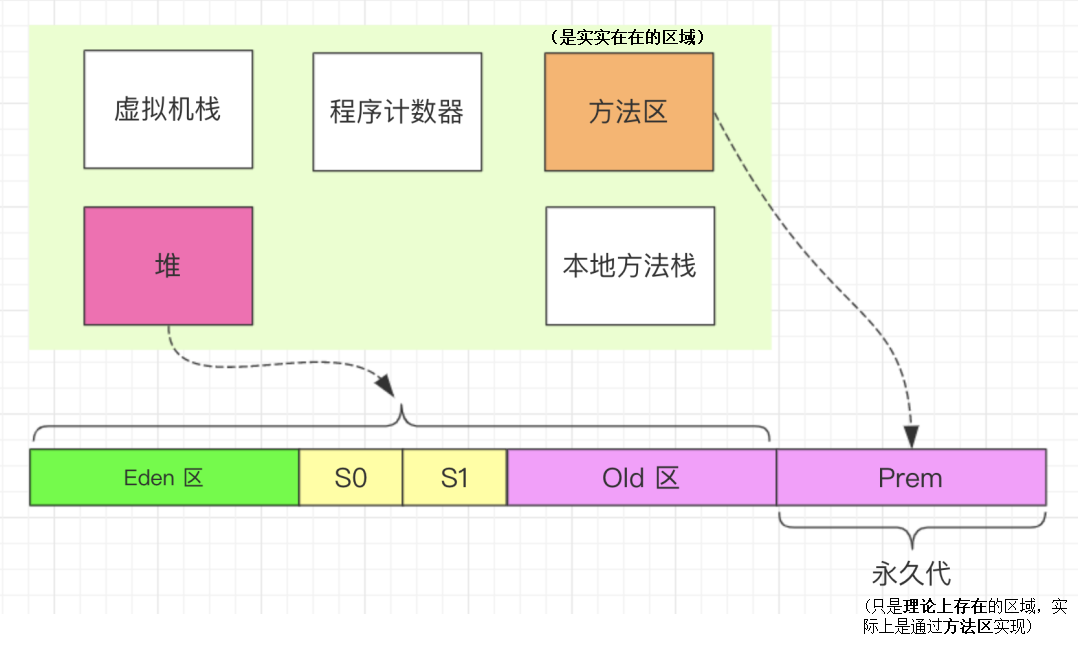 （是实实在在的区域）
虚拟机栈
程序计数器
方法区
堆
本地方法栈
Eden 区
S0
S1
Old 区
Prem
永久代
（只是理论上存在的区域，实
际上是通过方法区实现）